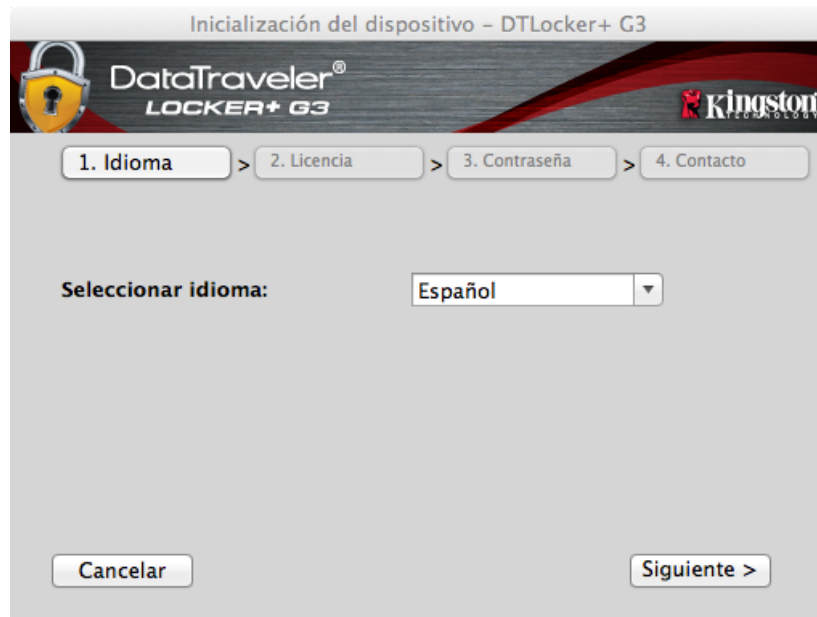 Inicialización del dispositivo – DTLocker+ G3
DataTraveler®
LOCKER+ G3
Kingston
TECHNOLOGY
1. Idioma > 2. Licencia > 3. Contraseña > 4. Contacto
Seleccionar idioma: Español
Cancelar Siguiente >